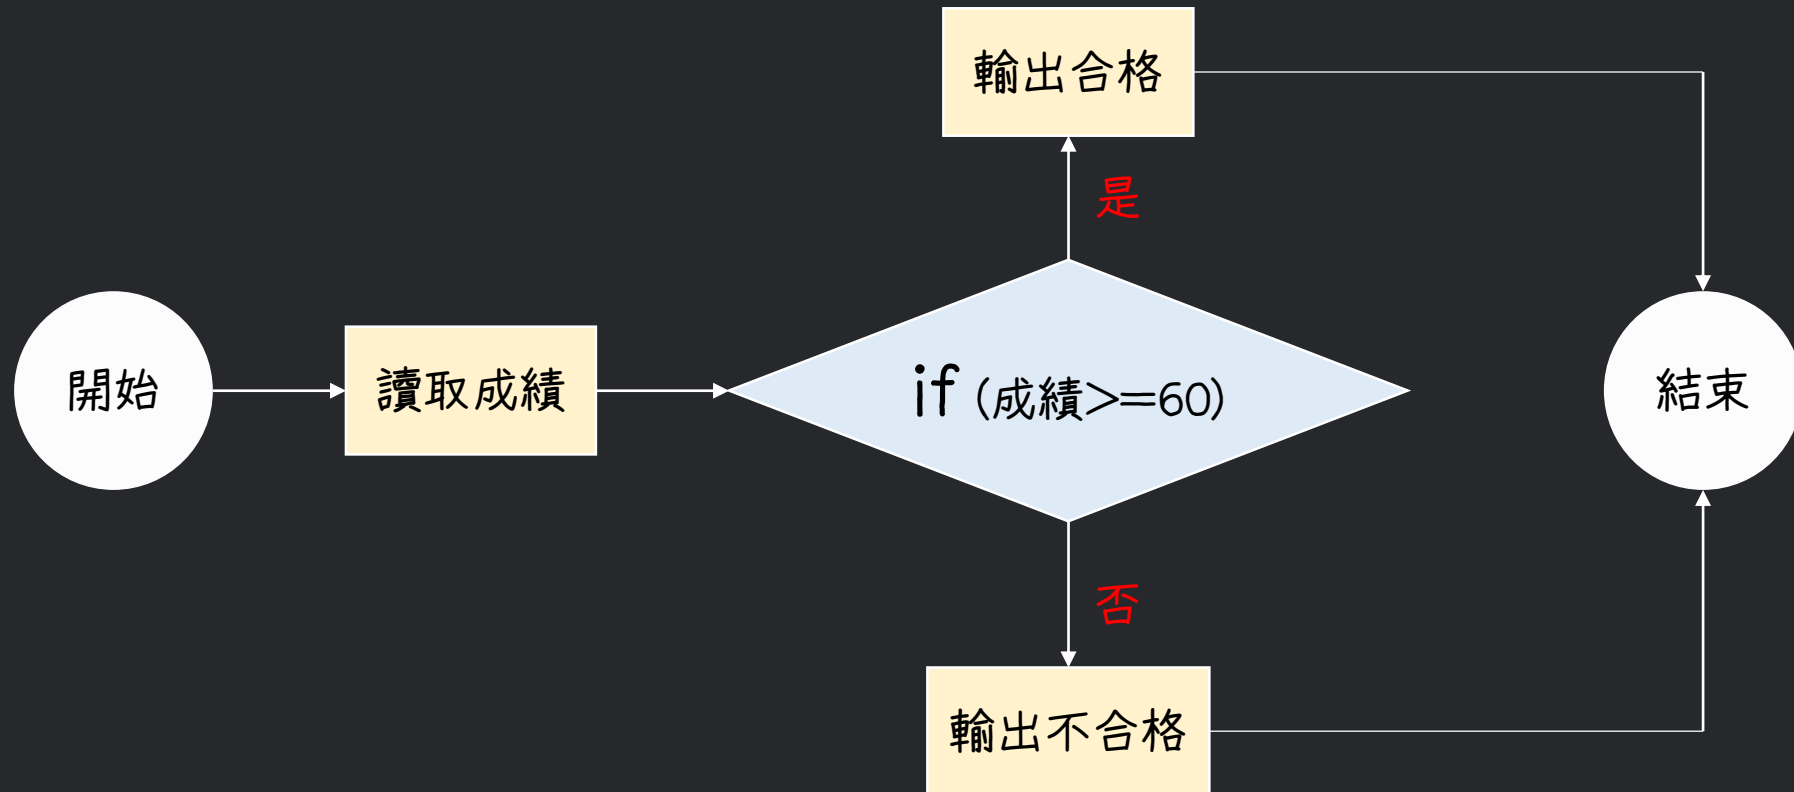 輸出合格
是
開始
讀取成績
if (成績>=60)
結束
否
輸出不合格